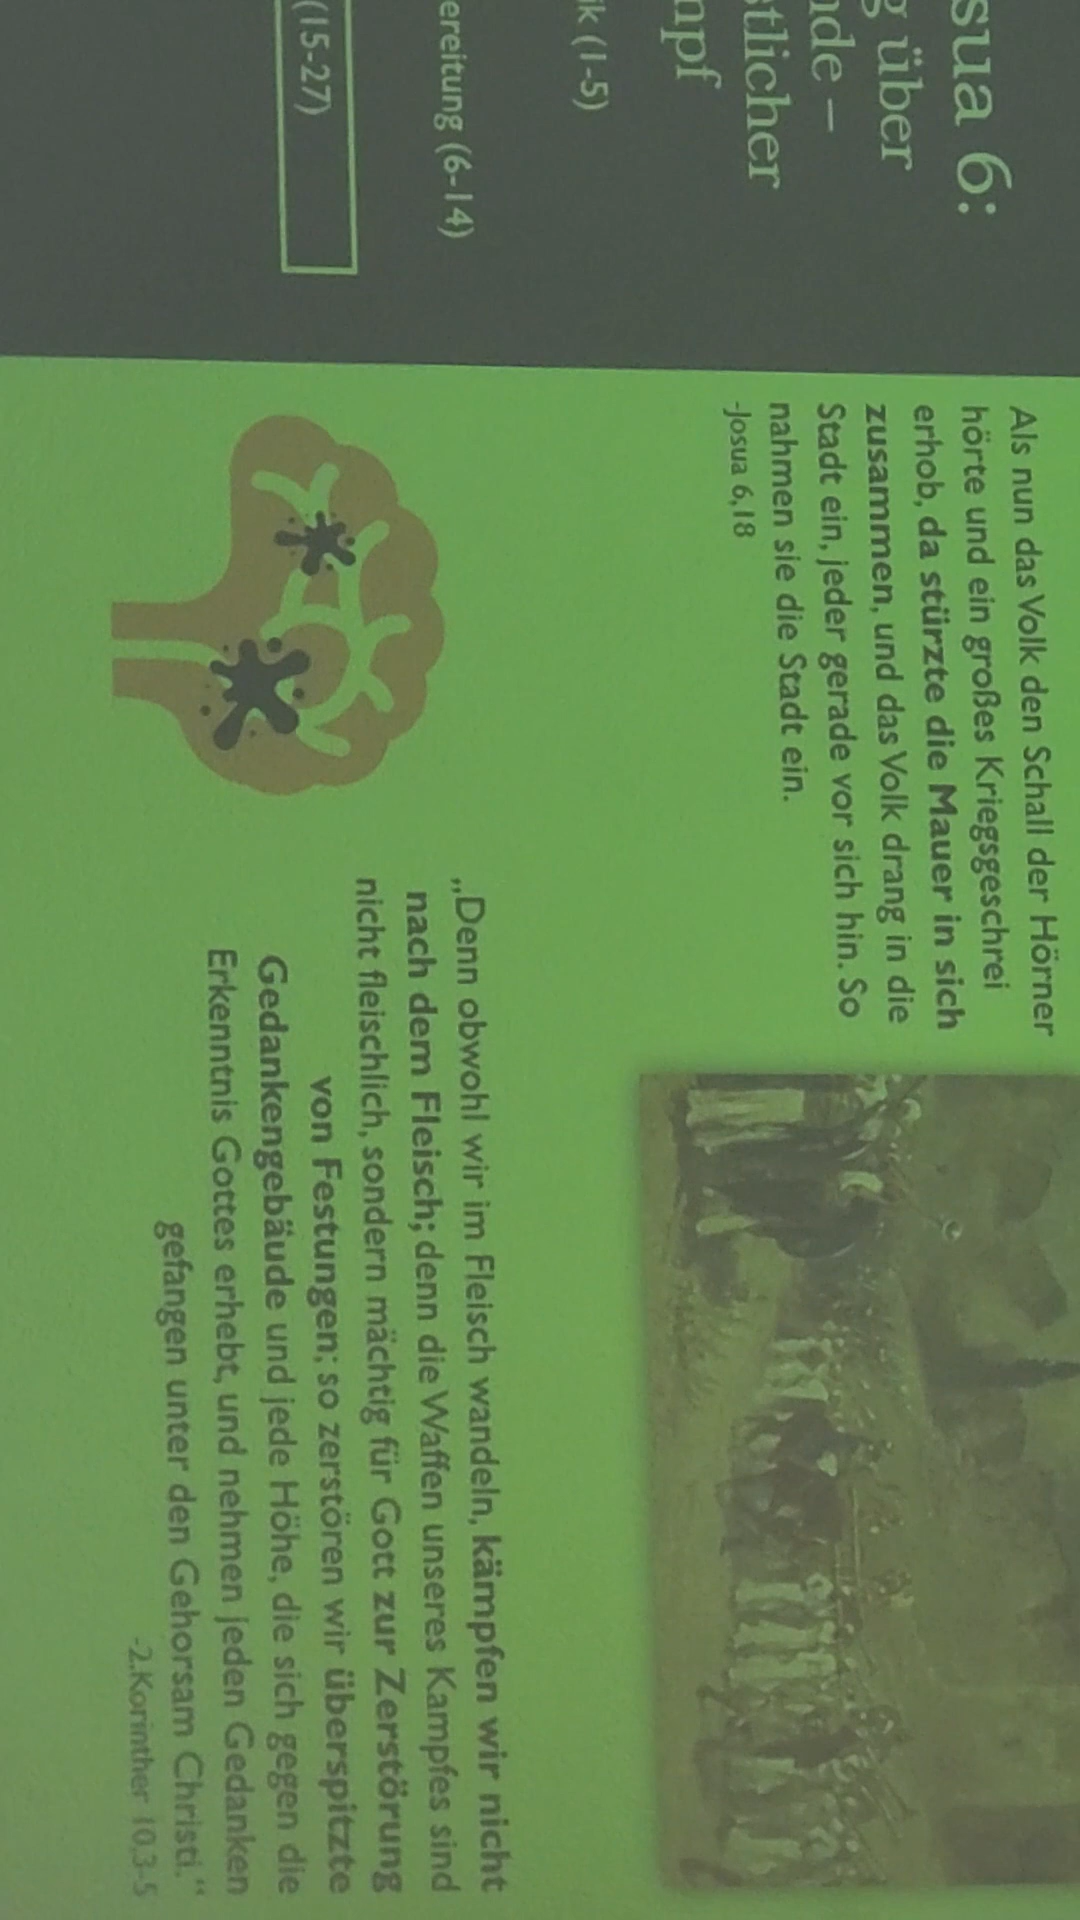 sua 6:
g über
nde –
stlicher
mpf
ik (1-5)
ereitung (6-14)
(15-27)
Als nun das Volk den Schall der Hörner
hörte und ein großes Kriegsgeschrei
erhob, da stürzte die Mauer in sich
zusammen, und das Volk drang in die
Stadt ein, jeder gerade vor sich hin. So
nahmen sie die Stadt ein.
-Josua 6,18
„Denn obwohl wir im Fleisch wandeln, kämpfen wir nicht
nach dem Fleisch; denn die Waffen unseres Kampfes sind
nicht fleischlich, sondern mächtig für Gott zur Zerstörung
von Festungen; so zerstören wir überspitzte
Gedankengebäude und jede Höhe, die sich gegen die
Erkenntnis Gottes erhebt, und nehmen jeden Gedanken
gefangen unter den Gehorsam Christi.“
-2.Korinther 10,3-5